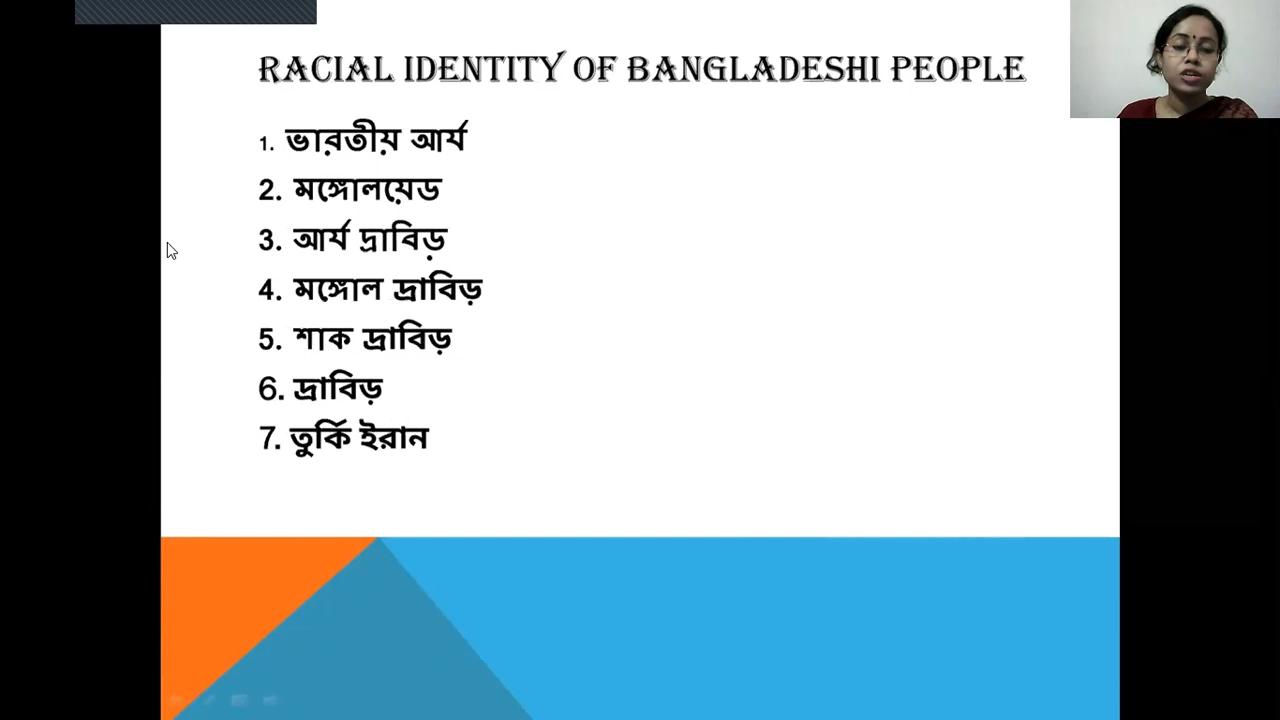 RACIAL IDENTITY OF BANGLADESHI PEOPLE
1. ভারতীয় আর্য
2. মঙ্গোলয়েড
3. আর্য দ্রাবিড়
4. মঙ্গোল দ্রাবিড়
5. শাক দ্রাবিড়
6. দ্রাবিড়
7. তুর্কি ইরান